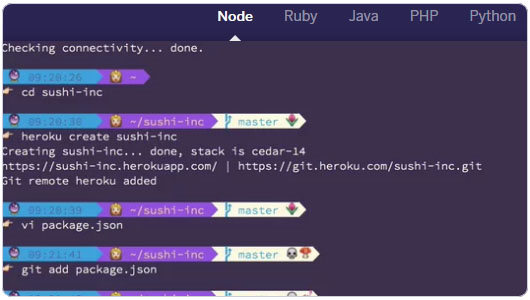 Node Ruby Java PHP Python
Checking connectivity... done.
09:20:26 ~
cd sushi-inc
09:20:30 ~/sushi-inc master
heroku create sushi-inc
Creating sushi-inc... done, stack is cedar-14
https://sushi-inc.herokuapp.com/ | https://git.heroku.com/sushi-inc.git
Git remote heroku added
09:20:39 ~/sushi-inc master
vi package.json
09:21:41 ~/sushi-inc master
git add package.json